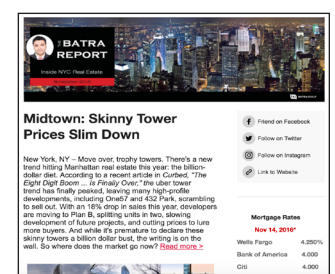 THE BATRA
REPORT
Inside NYC Real Estate
November 2016
BATRAGROUP
Midtown: Skinny Tower
Prices Slim Down
New York, NY – Move over, trophy towers. There's a new
trend hitting Manhattan real estate this year: the billion-
dollar diet. According to a recent article in Curbed, "The
Eight Digit Boom ... is Finally Over," the uber tower
trend has finally peaked, leaving many high-profile
developments, including One57 and 432 Park, scrambling
to sell out. With an 18% drop in sales this year, developers
are moving to Plan B, splitting units in two, slowing
development of future projects, and cutting prices to lure
more buyers. And while it's premature to declare these
skinny towers a billion dollar bust, the writing is on the
wall. So where does the market go now? Read more >
Friend on Facebook
Follow on Twitter
Follow on Instagram
Link to Website
Mortgage Rates
Nov 14, 2016*
Wells Fargo 4.250%
Bank of America 4.000
Citi 4.000